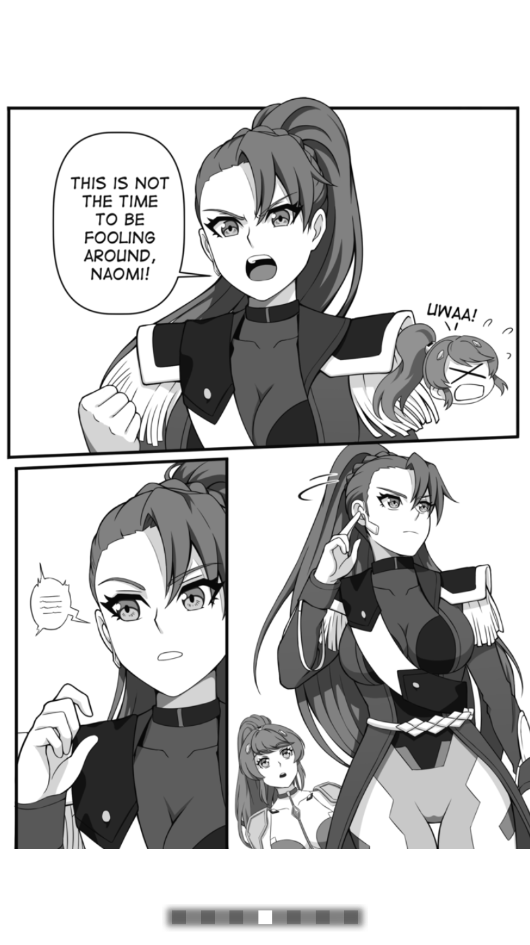 THIS IS NOT
THE TIME
TO BE
FOOLING
AROUND,
NAOMI!
UWAA!